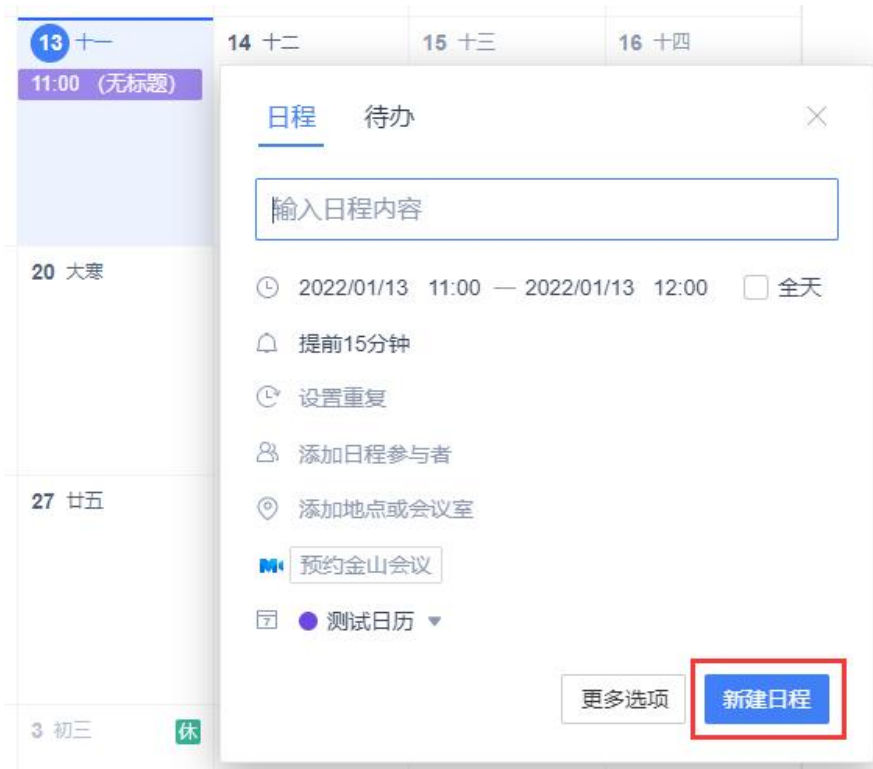 13 十一
14 十二
15 十三
16 十四
11:00 (无标题)
日程 待办
输入日程内容
2022/01/13 11:00 — 2022/01/13 12:00 全天
20 大寒
提前15分钟
设置重复
添加日程参与者
27 廿五
添加地点或会议室
预约金山会议
7 测试日历
更多选项 新建日程
3 初三 休